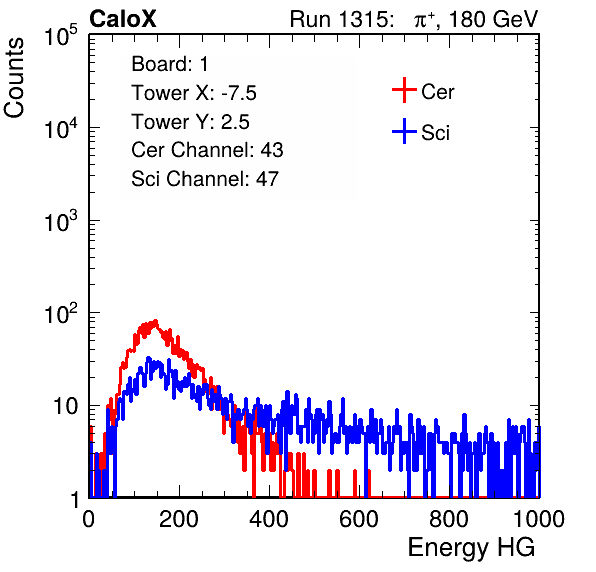 CaloX Run 1315: π⁺, 180 GeV
Counts
10⁵
10⁴
10³
10²
10
1
Board: 1
Tower X: -7.5
Tower Y: 2.5
Cer Channel: 43
Sci Channel: 47
Cer
Sci
0 200 400 600 800 1000
Energy HG